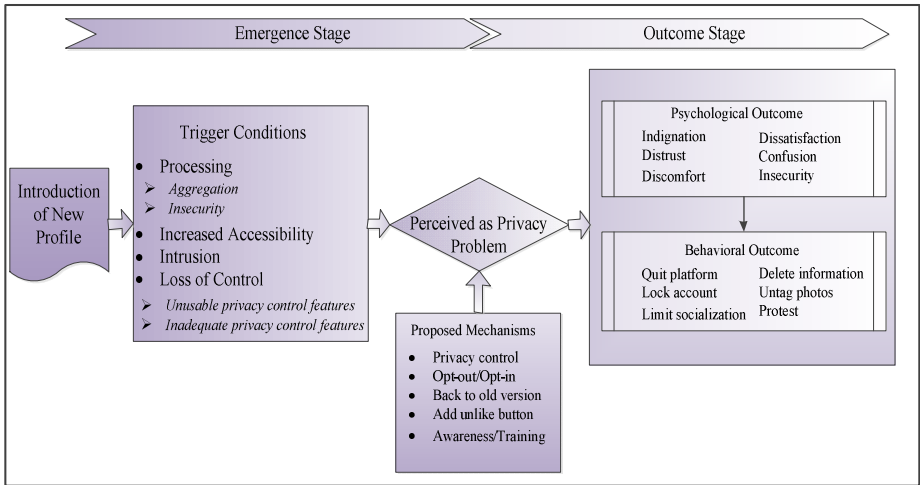 Emergence Stage
Outcome Stage
Introduction
of New
Profile
Trigger Conditions
• Processing
➢ Aggregation
➢ Insecurity
• Increased Accessibility
• Intrusion
• Loss of Control
➢ Unusable privacy control features
➢ Inadequate privacy control features
Perceived as Privacy
Problem
Proposed Mechanisms
• Privacy control
• Opt-out/Opt-in
• Back to old version
• Add unlike button
• Awareness/Training
Psychological Outcome
Indignation Dissatisfaction
Distrust Confusion
Discomfort Insecurity
Behavioral Outcome
Quit platform Delete information
Lock account Untag photos
Limit socialization Protest